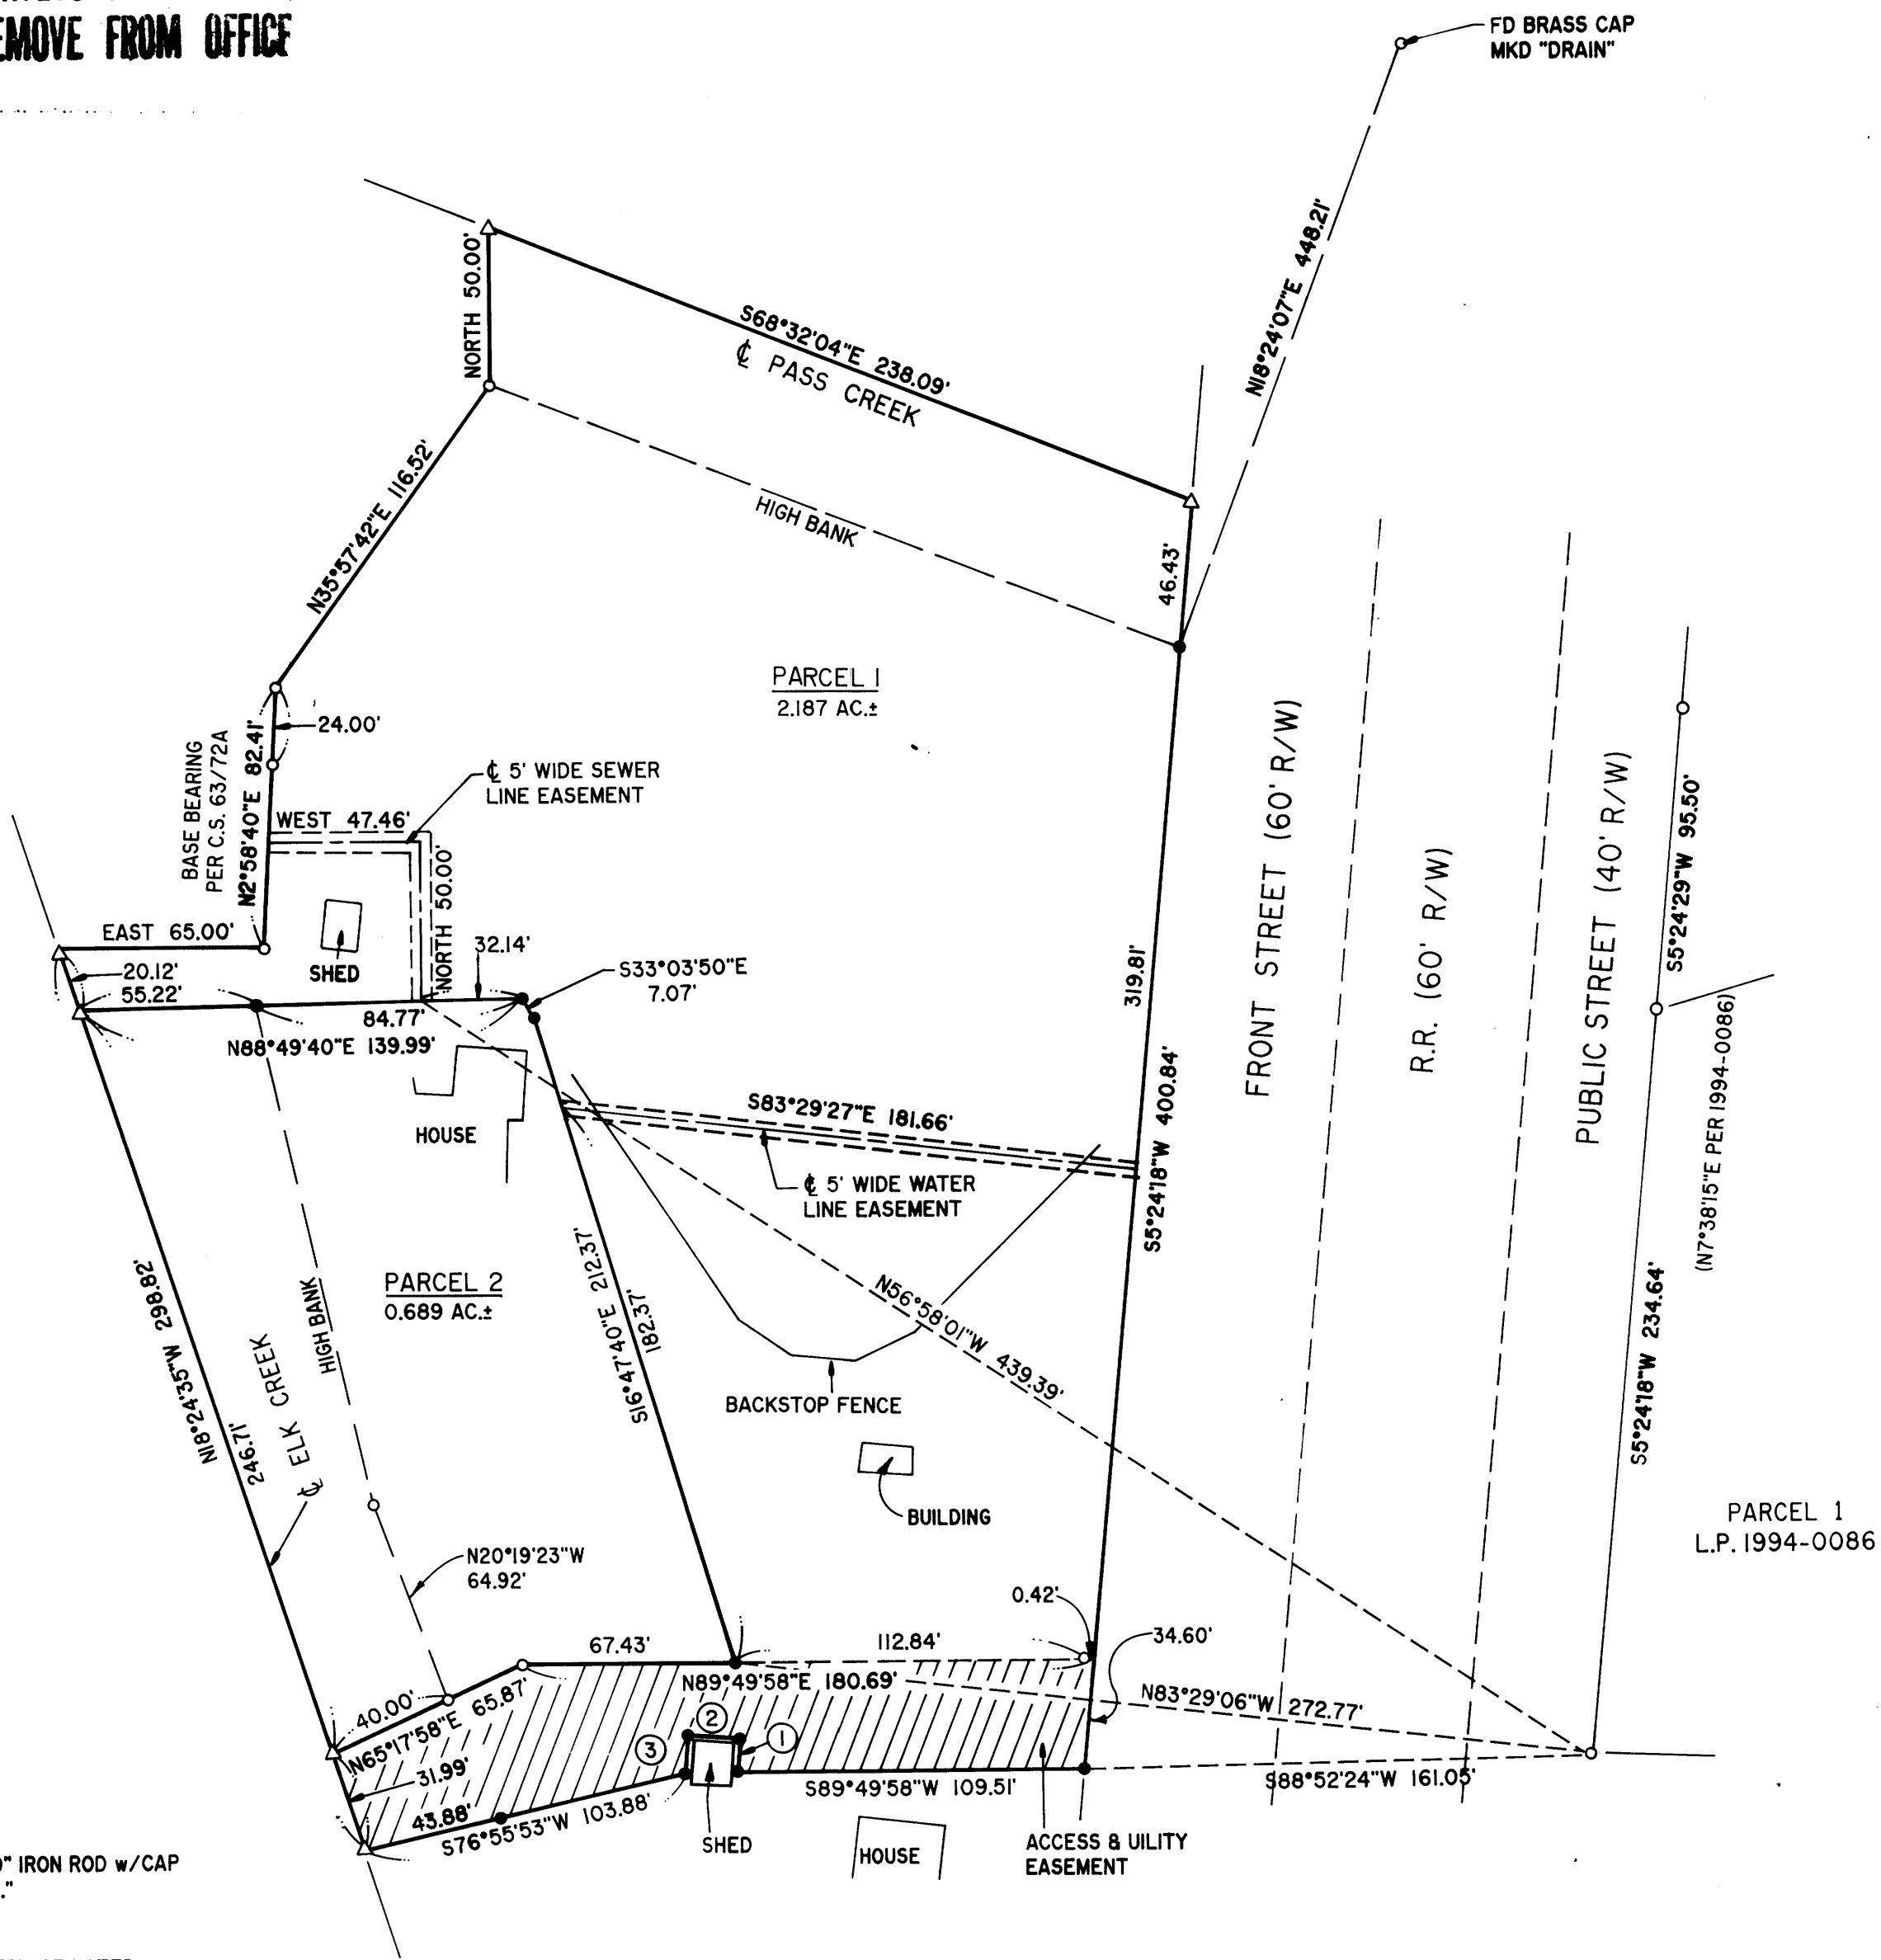 EMOVE FROM OFFICE
FD BRASS CAP
MKD "DRAIN"
N18°24'07"E 448.21'
NORTH 50.00'
S68°32'04"E 238.09'
℄ PASS CREEK
HIGH BANK
46.43'
N35°57'42"E 116.52'
PARCEL 1
2.187 AC.±
24.00'
BASE BEARING
PER C.S. 63/72A
N2°58'40"E 82.41'
℄ 5' WIDE SEWER
LINE EASEMENT
WEST 47.46'
NORTH 50.00'
EAST 65.00'
SHED
32.14'
S33°03'50"E
7.07'
20.12'
55.22'
84.77'
N88°49'40"E 139.99'
HOUSE
319.81'
S5°24'18"W 400.84'
FRONT STREET (60' R/W)
R.R. (60' R/W)
PUBLIC STREET (40' R/W)
S5°24'29"W 95.50'
(N7°38'15"E PER 1994-0086)
S5°24'18"W 234.64'
S83°29'27"E 181.66'
℄ 5' WIDE WATER
LINE EASEMENT
PARCEL 2
0.689 AC.±
HIGH BANK
N18°24'35"W 298.82'
246.71'
℄ ELK CREEK
S16°47'40"E 212.37'
182.37'
N56°58'01"W 439.39'
BACKSTOP FENCE
BUILDING
PARCEL 1
L.P. 1994-0086
N20°19'23"W
64.92'
0.42'
34.60'
67.43'
112.84'
N89°49'58"E 180.69'
N83°29'06"W 272.77'
40.00'
N65°17'58"E 65.87'
31.99'
2
1
3
43.88'
S76°55'53"W 103.88'
S89°49'58"W 109.51'
S88°52'24"W 161.05'
SHED
HOUSE
ACCESS & UILITY
EASEMENT
" IRON ROD w/CAP
."